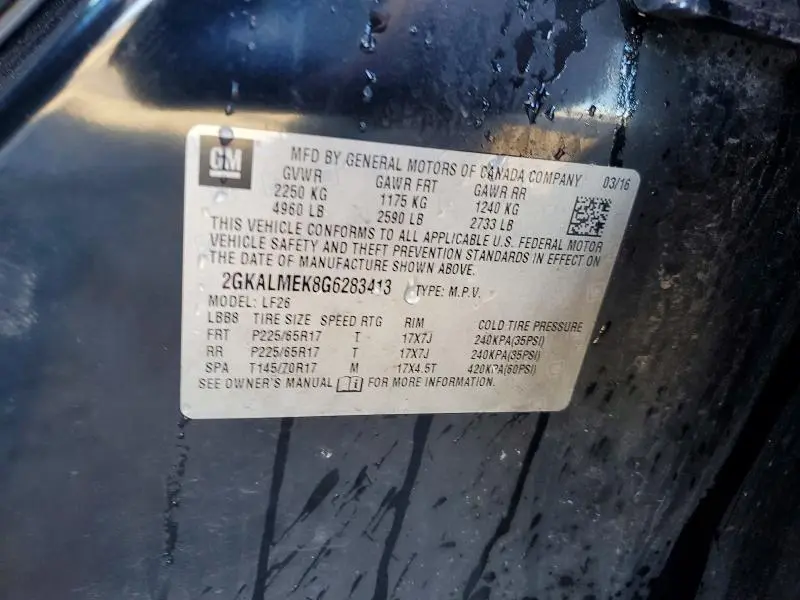 GM
MFD BY GENERAL MOTORS OF CANADA COMPANY 03/16
GVWR GAWR FRT GAWR RR
2250 KG 1175 KG 1240 KG
4960 LB 2590 LB 2733 LB
THIS VEHICLE CONFORMS TO ALL APPLICABLE U.S. FEDERAL MOTOR
VEHICLE SAFETY AND THEFT PREVENTION STANDARDS IN EFFECT ON
THE DATE OF MANUFACTURE SHOWN ABOVE.
2GKALMEK8G6283413 TYPE: M.P.V.
MODEL: LF26
LBB8 TIRE SIZE SPEED RTG RIM COLD TIRE PRESSURE
FRT P225/65R17 T 17X7J 240KPA(35PSI)
RR P225/65R17 T 17X7J 240KPA(35PSI)
SPA T145/70R17 M 17X4.5T 420KPA(60PSI)
SEE OWNER'S MANUAL i FOR MORE INFORMATION.